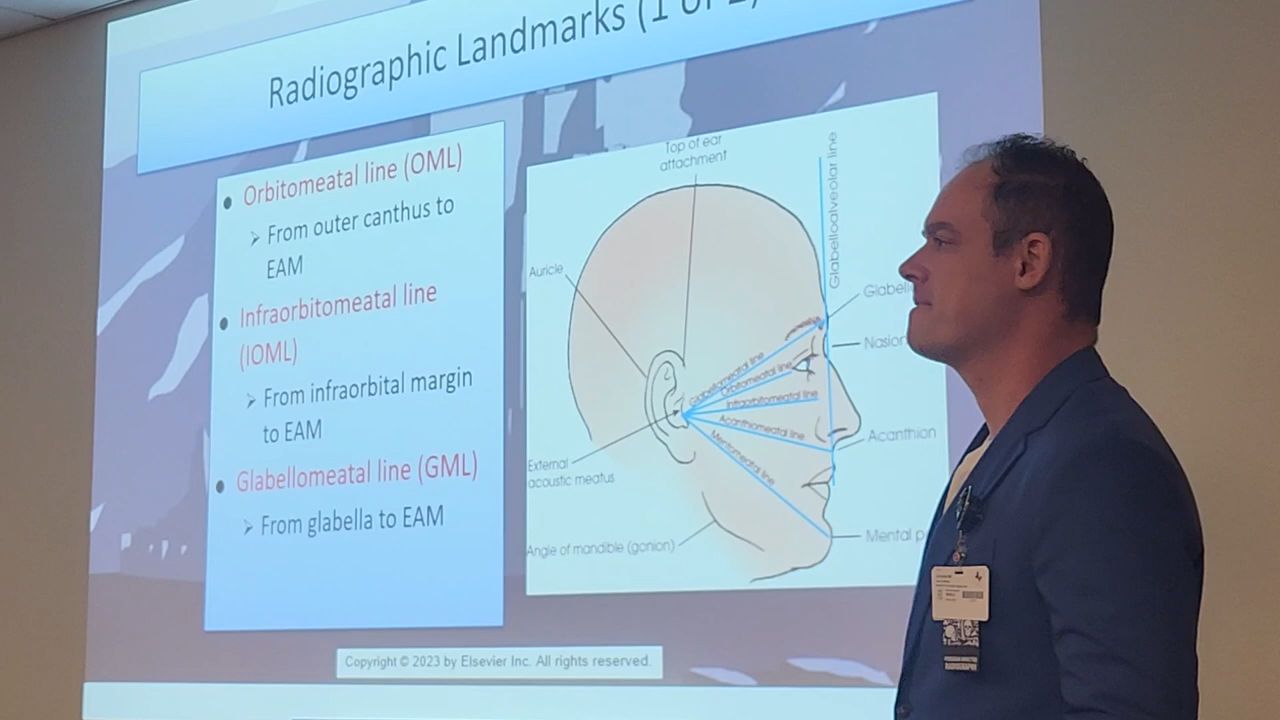 Radiographic Landmarks (1 of 2)
Orbitomeatal line (OML)
From outer canthus to
EAM
Infraorbitomeatal line
(IOML)
From infraorbital margin
to EAM
Glabellomeatal line (GML)
From glabella to EAM
Top of ear
attachment
Glabelloalveolar line
Auricle
Glabell
Nasion
Glabellomeatal line
Orbitomeatal line
Infraorbitomeatal line
Acanthiomeatal line
Mentomeatal line
Acanthion
External
acoustic meatus
Angle of mandible (gonion)
Mental p
Copyright © 2023 by Elsevier Inc. All rights reserved.
RADIOGRAPHY